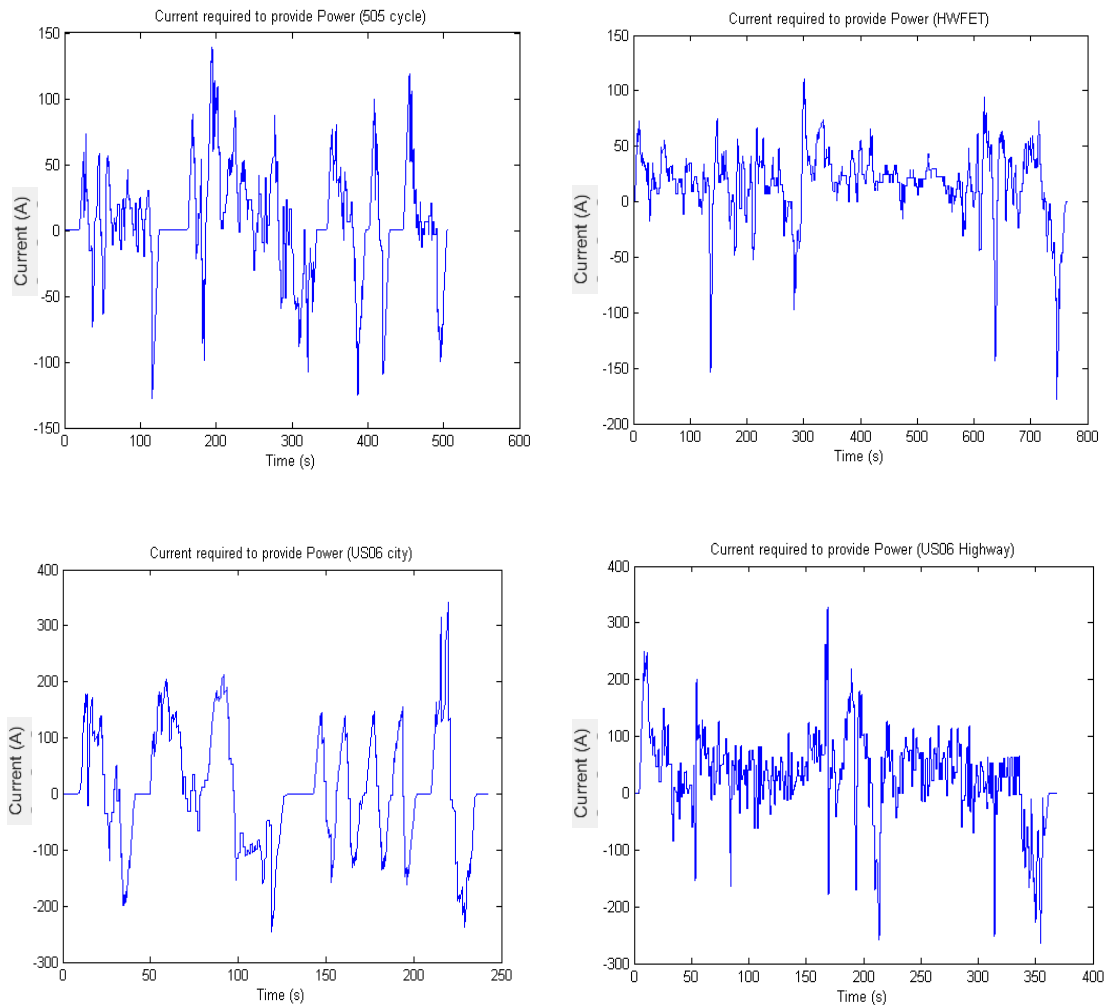 Current required to provide Power (505 cycle)
150
100
50
0
-50
-100
-150
Current (A)
0 100 200 300 400 500 600
Time (s)
Current required to provide Power (HWFET)
150
100
50
0
-50
-100
-150
-200
Current (A)
0 100 200 300 400 500 600 700 800
Time (s)
Current required to provide Power (US06 city)
400
300
200
100
0
-100
-200
-300
Current (A)
0 50 100 150 200 250
Time (s)
Current required to provide Power (US06 Highway)
400
300
200
100
0
-100
-200
-300
Current (A)
0 50 100 150 200 250 300 350 400
Time (s)